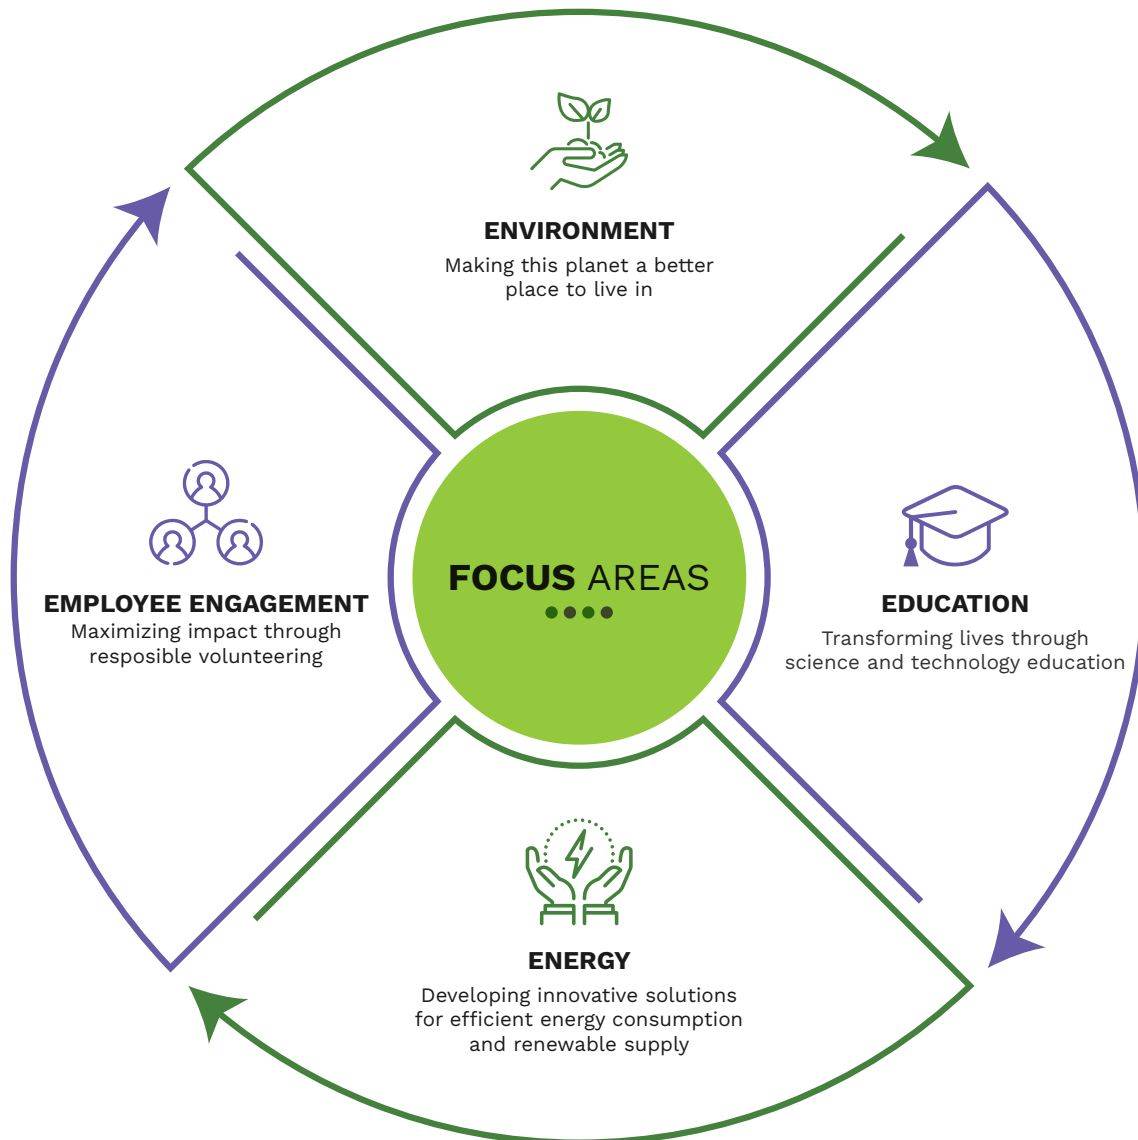 ENVIRONMENT
Making this planet a better
place to live in
EMPLOYEE ENGAGEMENT
Maximizing impact through
resposible volunteering
FOCUS AREAS
EDUCATION
Transforming lives through
science and technology education
ENERGY
Developing innovative solutions
for efficient energy consumption
and renewable supply